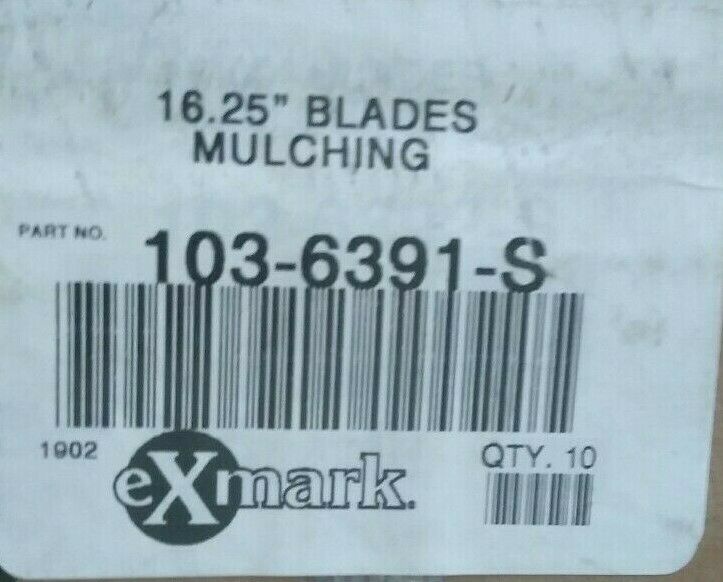 16.25" BLADES
MULCHING
PART NO.
103-6391-S
1902
eXmark.
QTY. 10